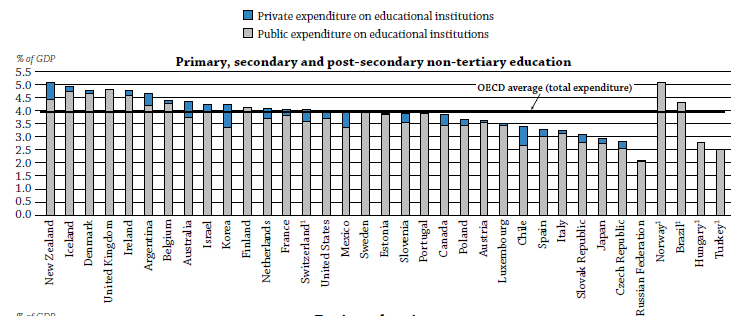 Private expenditure on educational institutions
Public expenditure on educational institutions
% of GDP
Primary, secondary and post-secondary non-tertiary education
5.5
5.0
4.5
4.0
3.5
3.0
2.5
2.0
1.5
1.0
0.5
0.0
OECD average (total expenditure)
New Zealand
Iceland
Denmark
United Kingdom
Ireland
Argentina
Belgium
Australia
Israel
Korea
Finland
Netherlands
France
Switzerland¹
United States
Mexico
Sweden
Estonia
Slovenia
Portugal
Canada
Poland
Austria
Luxembourg
Chile
Spain
Italy
Slovak Republic
Japan
Czech Republic
Russian Federation
Norway¹
Brazil¹
Hungary¹
Turkey¹
% of GDP